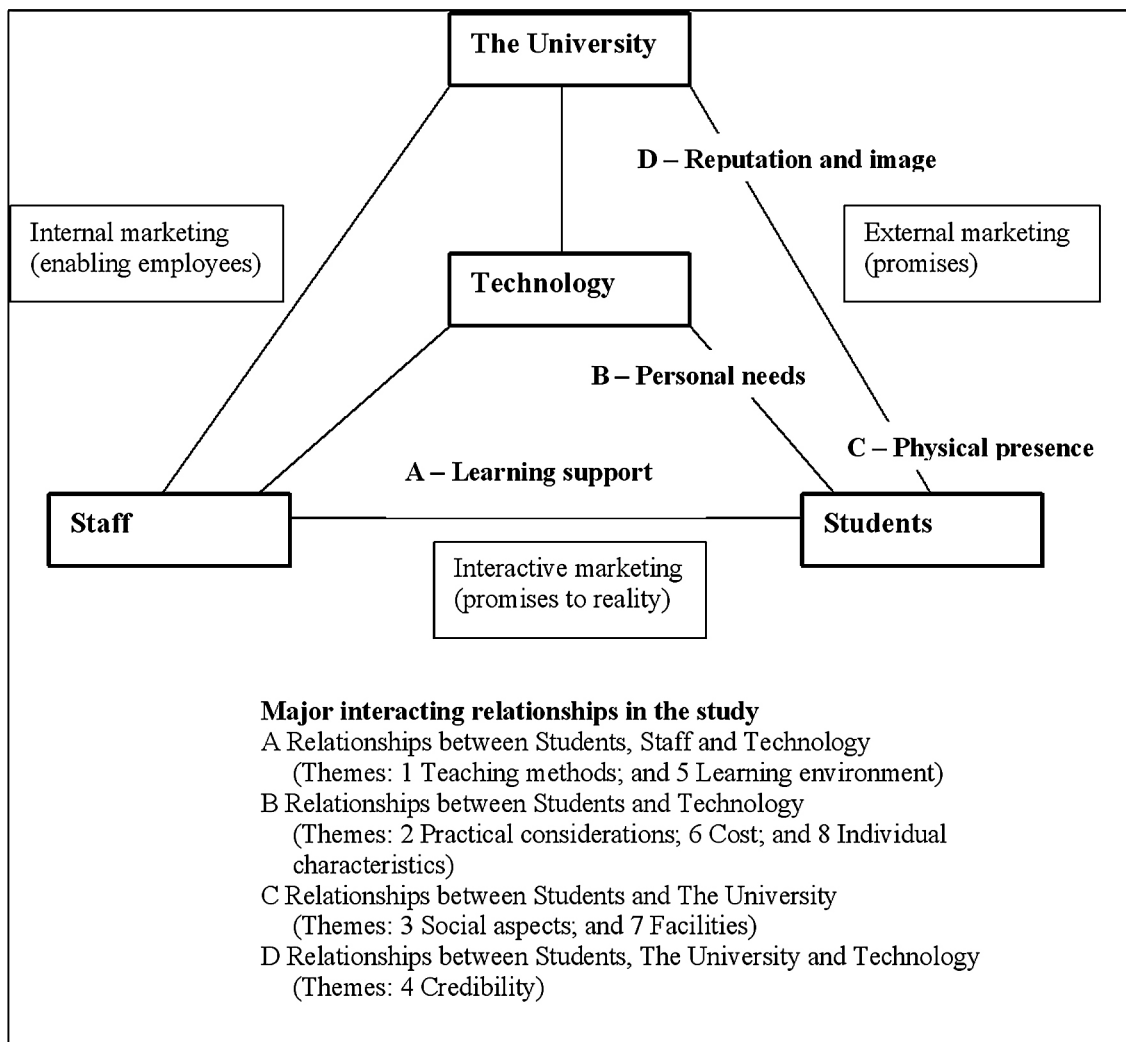 The University
D – Reputation and image
Internal marketing
(enabling employees)
External marketing
(promises)
Technology
B – Personal needs
C – Physical presence
A – Learning support
Staff
Students
Interactive marketing
(promises to reality)
Major interacting relationships in the study
A Relationships between Students, Staff and Technology
(Themes: 1 Teaching methods; and 5 Learning environment)
B Relationships between Students and Technology
(Themes: 2 Practical considerations; 6 Cost; and 8 Individual
characteristics)
C Relationships between Students and The University
(Themes: 3 Social aspects; and 7 Facilities)
D Relationships between Students, The University and Technology
(Themes: 4 Credibility)